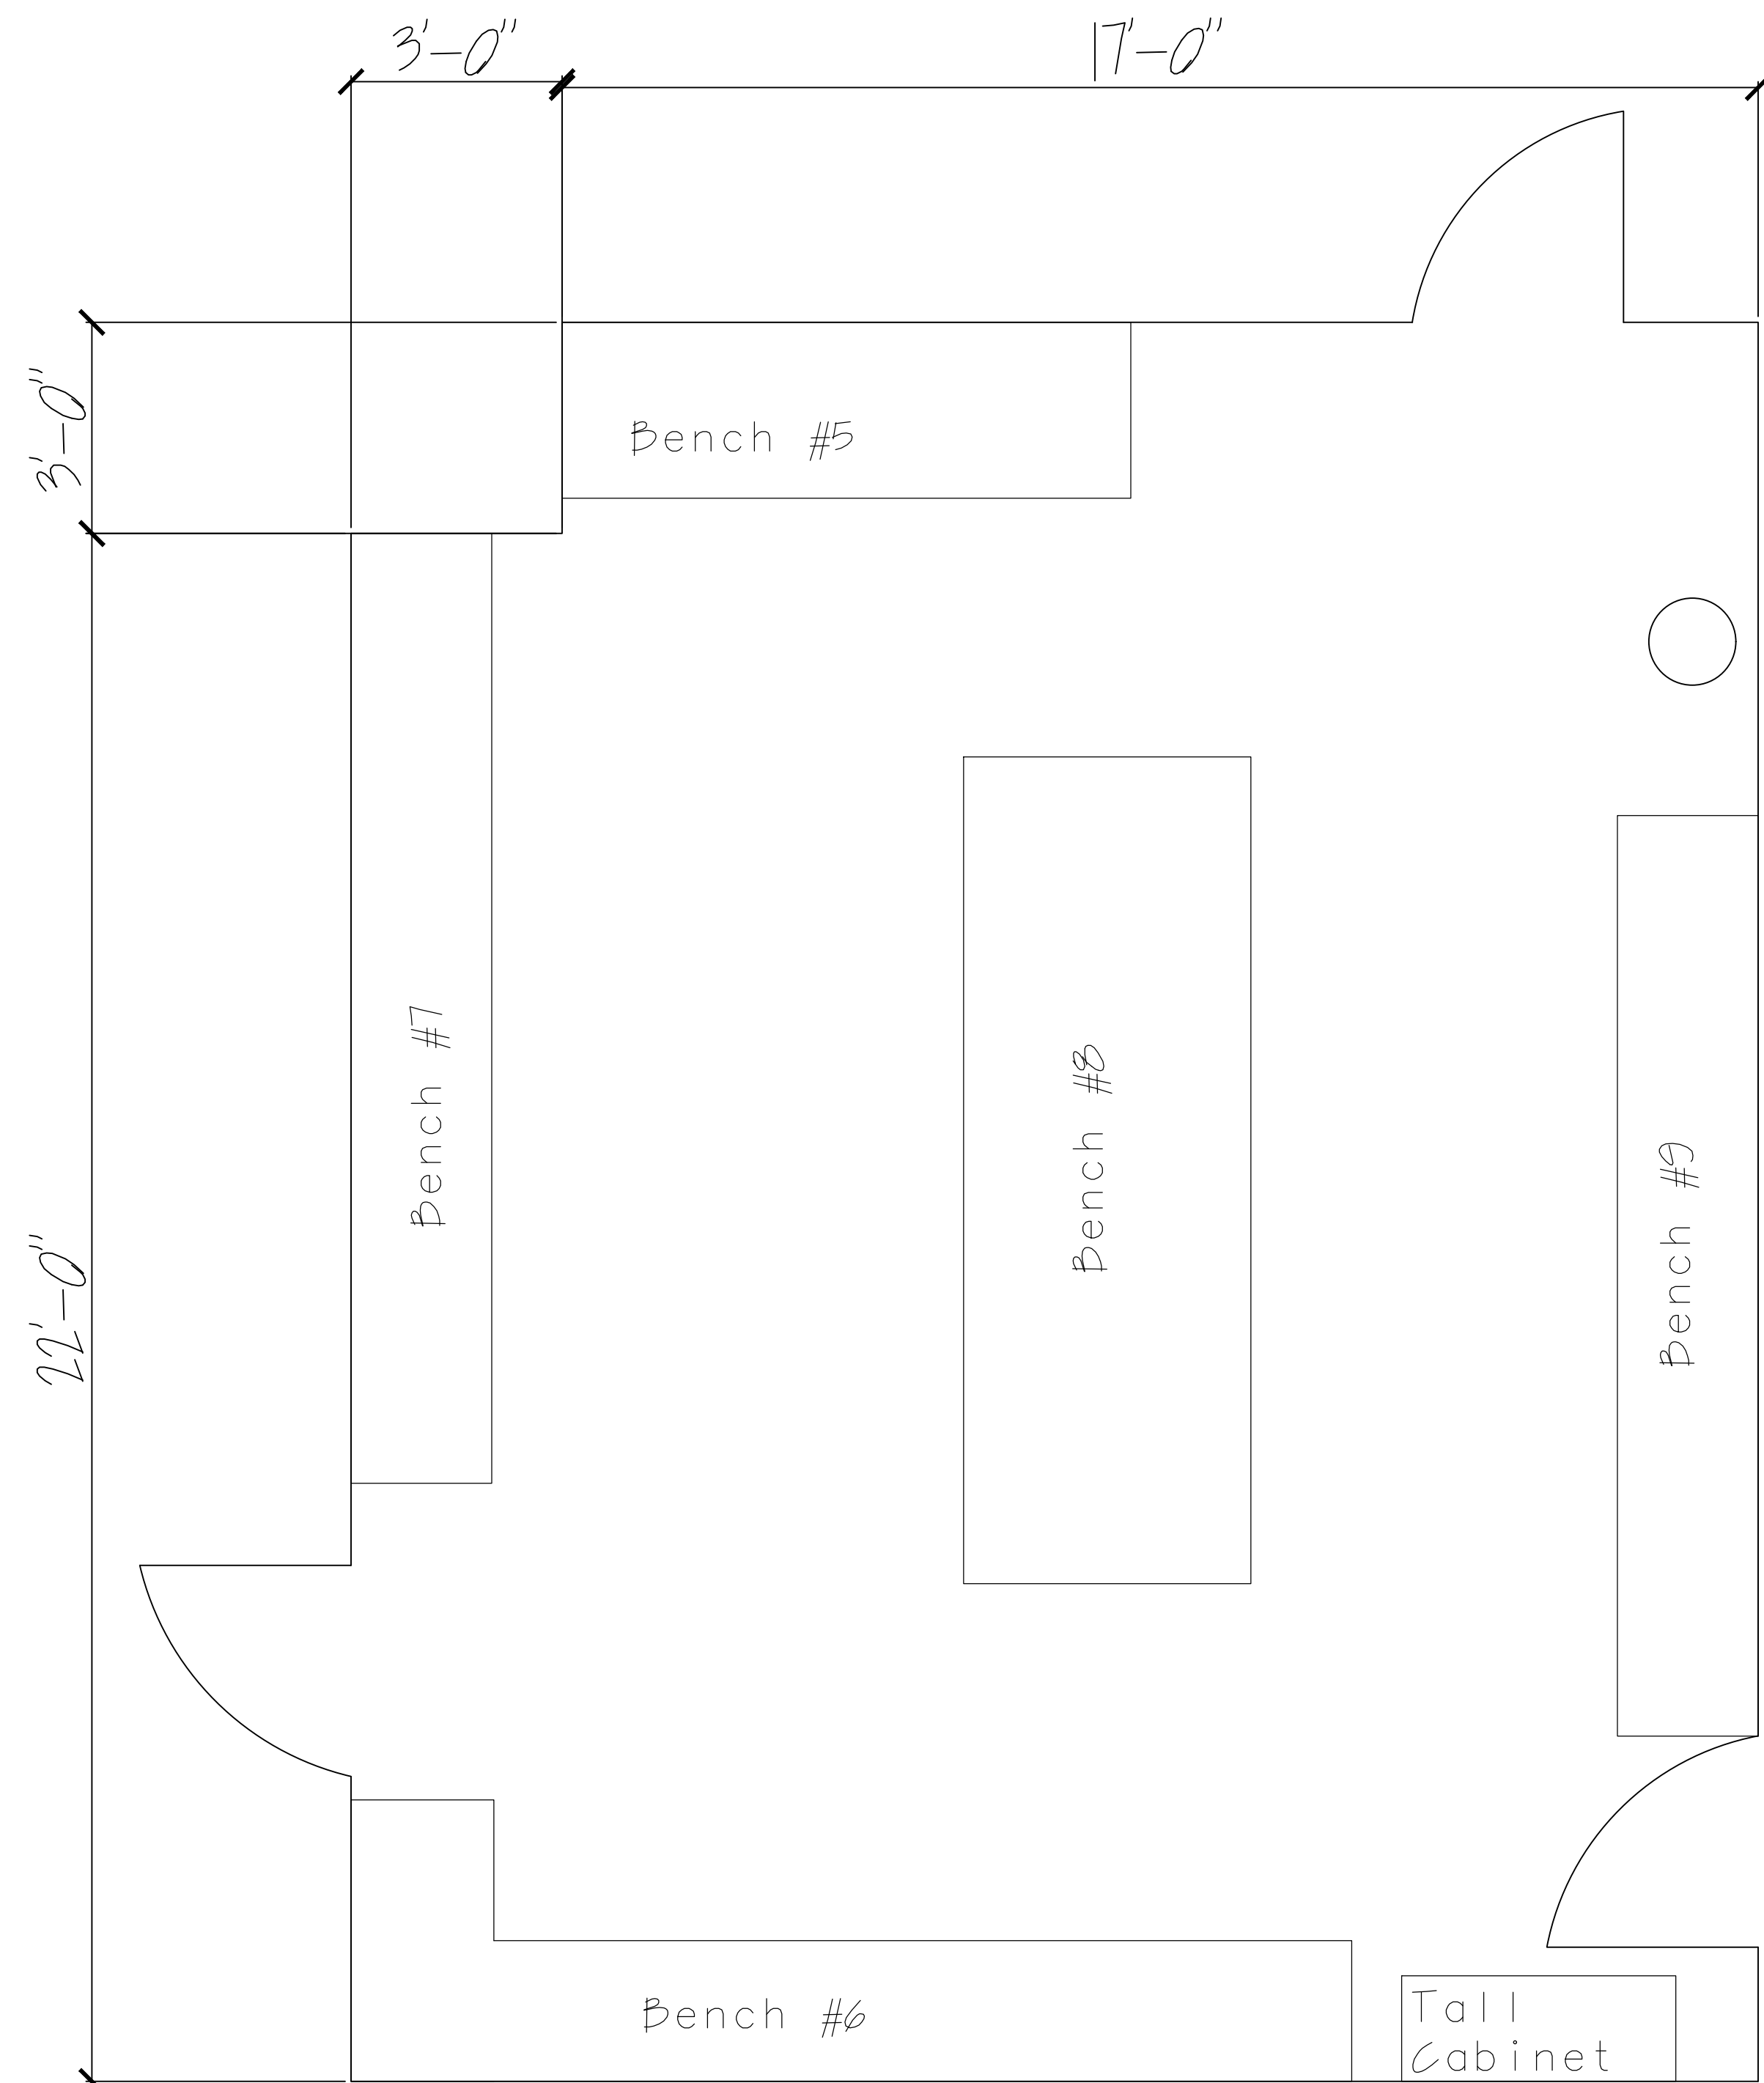 3'-0"
17'-0"
3'-0"
Bench #5
Bench #7
Bench #8
Bench #9
22'-0"
Bench #6
Tall
Cabinet